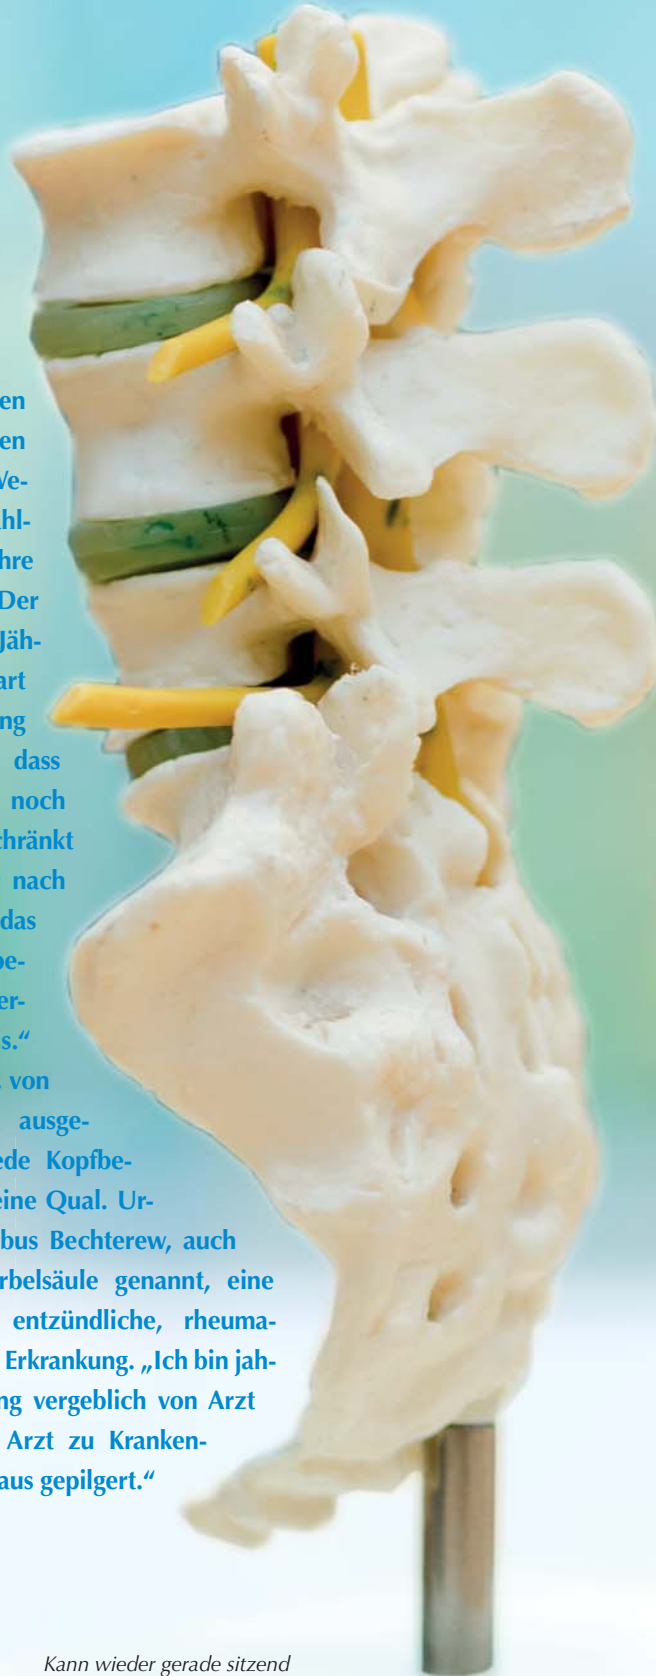 en
en
We-
hl-
hre
Der
Jäh-
art
ng
dass
noch
chränkt
nach
das
be-
er-
s.“
von
ausge-
ede Kopfbe-
eine Qual. Ur-
bus Bechterew, auch
rbelsäule genannt, eine
entzündliche, rheuma-
Erkrankung. „Ich bin jah-
ng vergeblich von Arzt
Arzt zu Kranken-
aus gepilgert.“
Kann wieder gerade sitzend